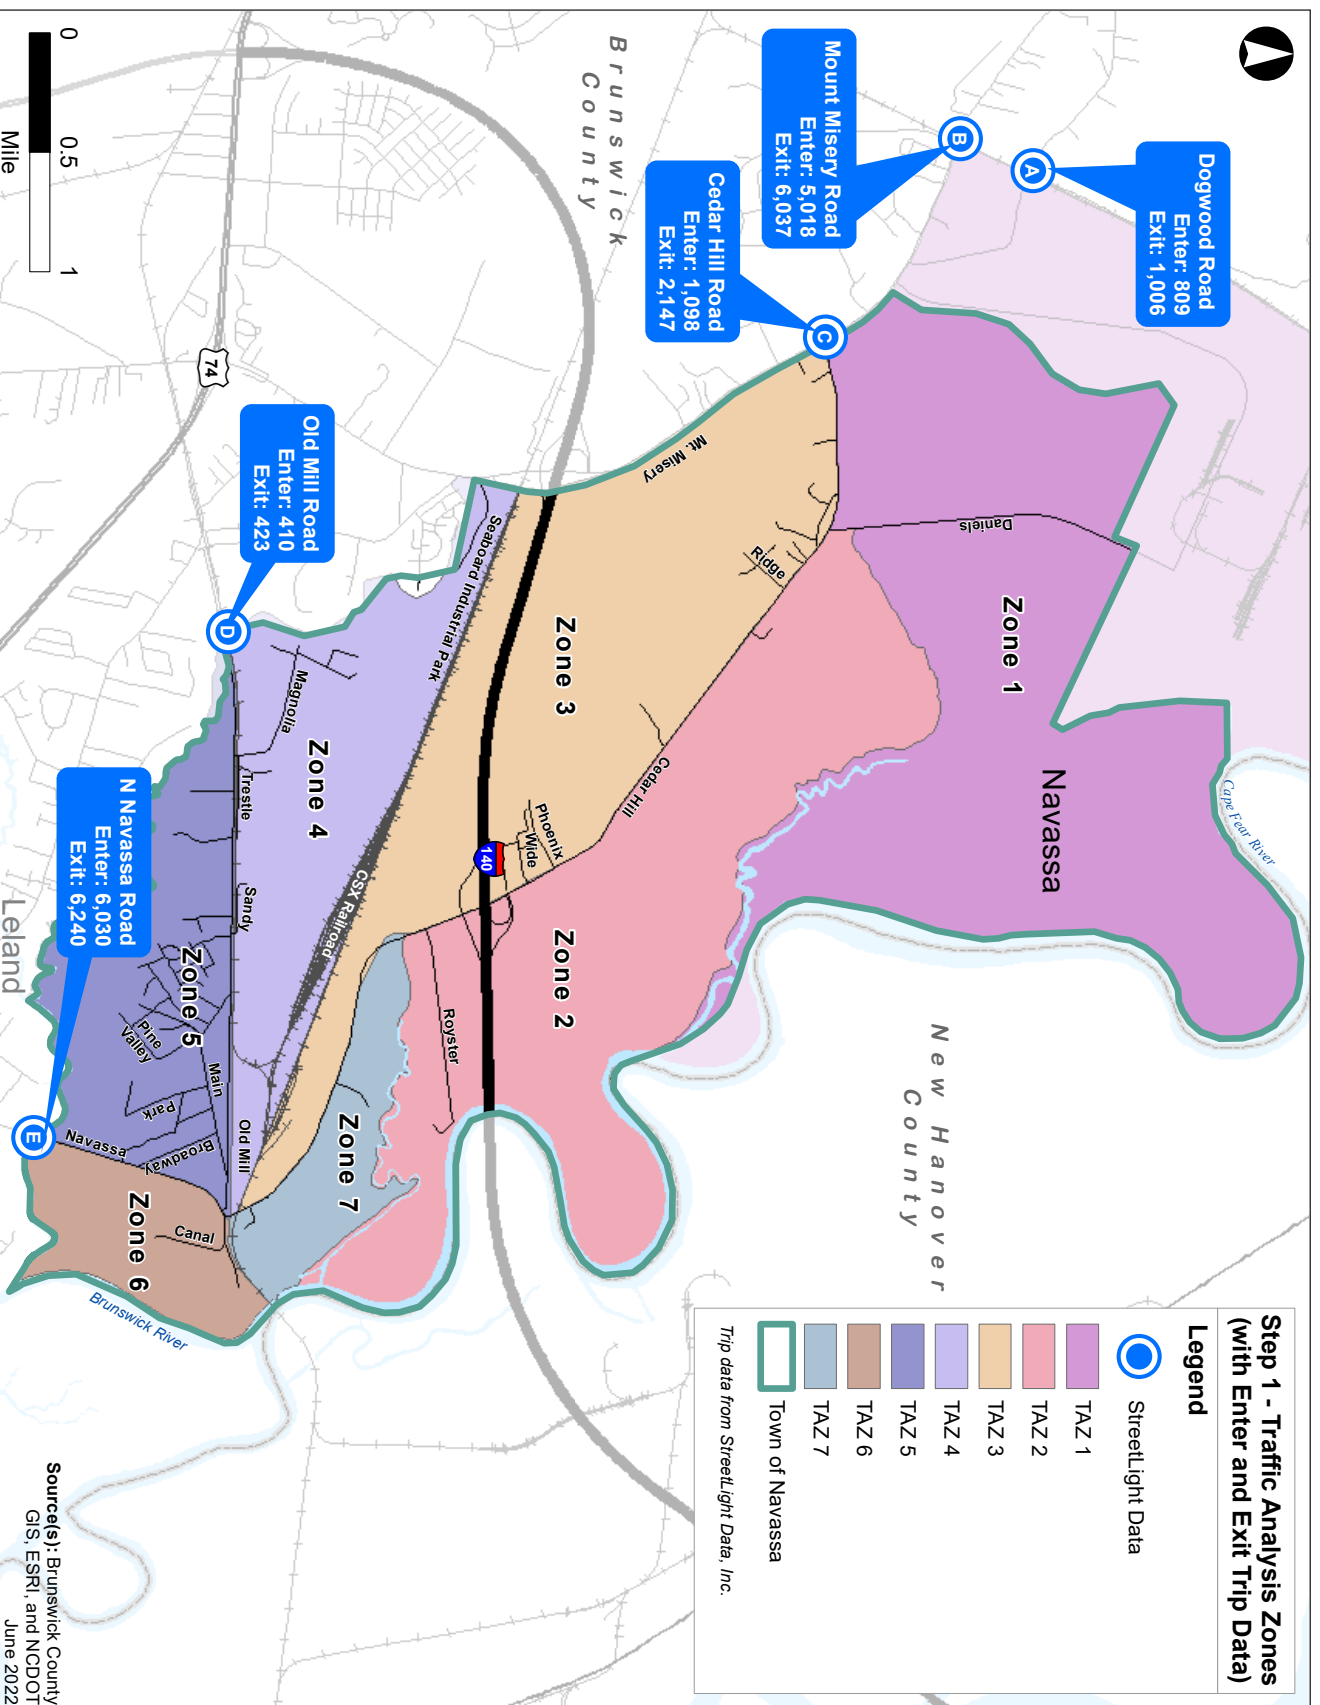 Step 1 - Traffic Analysis Zones
(with Enter and Exit Trip Data)
Legend
StreetLight Data
TAZ 1
TAZ 2
TAZ 3
TAZ 4
TAZ 5
TAZ 6
TAZ 7
Town of Navassa
Trip data from StreetLight Data, Inc.
Dogwood Road
Enter: 809
Exit: 1,006
A
Mount Misery Road
Enter: 5,018
Exit: 6,037
B
Cedar Hill Road
Enter: 1,098
Exit: 2,147
C
Old Mill Road
Enter: 410
Exit: 423
D
N Navassa Road
Enter: 6,030
Exit: 6,240
E
Brunswick
County
New Hanover
County
Navassa
Leland
Cape Fear River
Brunswick River
Zone 1
Zone 2
Zone 3
Zone 4
Zone 5
Zone 6
Zone 7
Daniels
Mt. Misery
Ridge
Cedar Hill
Phoenix
Wide
140
Royster
Seaboard Industrial Park
CSX Railroad
Magnolia
Trestle
Sandy
Pine
Valley
Main
Park
Broadway
Navassa
Old Mill
Canal
74
0 0.5 1
Mile
Source(s): Brunswick County
GIS, ESRI, and NCDOT
June 2022